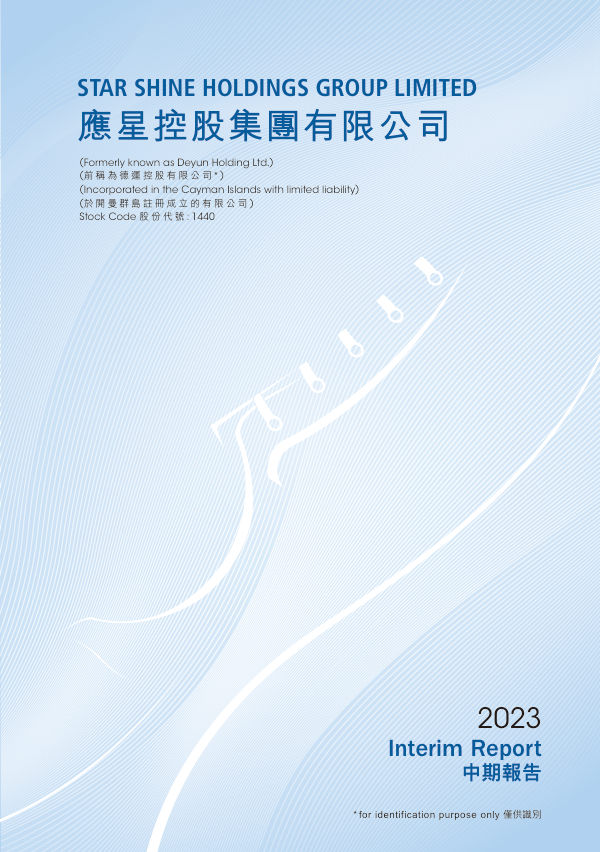 STAR SHINE HOLDINGS GROUP LIMITED
應星控股集團有限公司
(Formerly known as Deyun Holding Ltd.)
(前稱為德運控股有限公司*)
(Incorporated in the Cayman Islands with limited liability)
(於開曼群島註冊成立的有限公司)
Stock Code 股份代號: 1440
2023
Interim Report
中期報告
* for identification purpose only 僅供識別